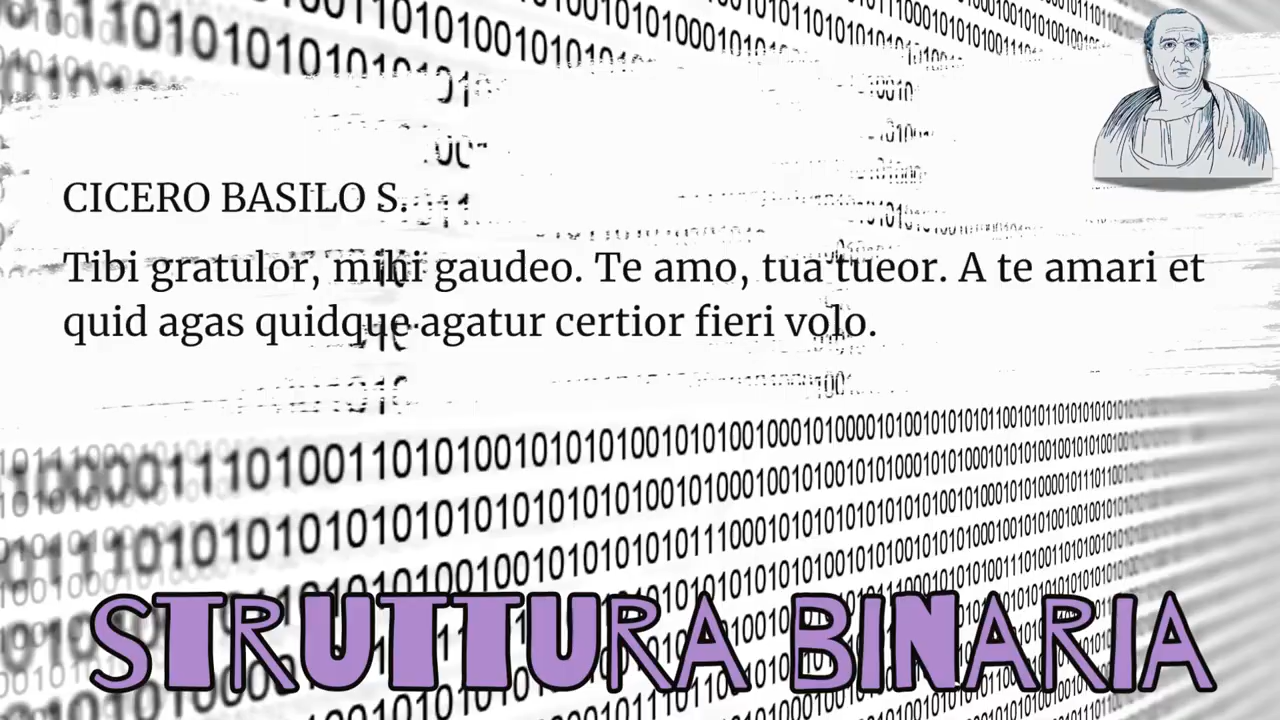 CICERO BASILO S.
Tibi gratulor, mihi gaudeo. Te amo, tua tueor. A te amari et
quid agas quidque agatur certior fieri volo.
STRUTTURA BINARIA